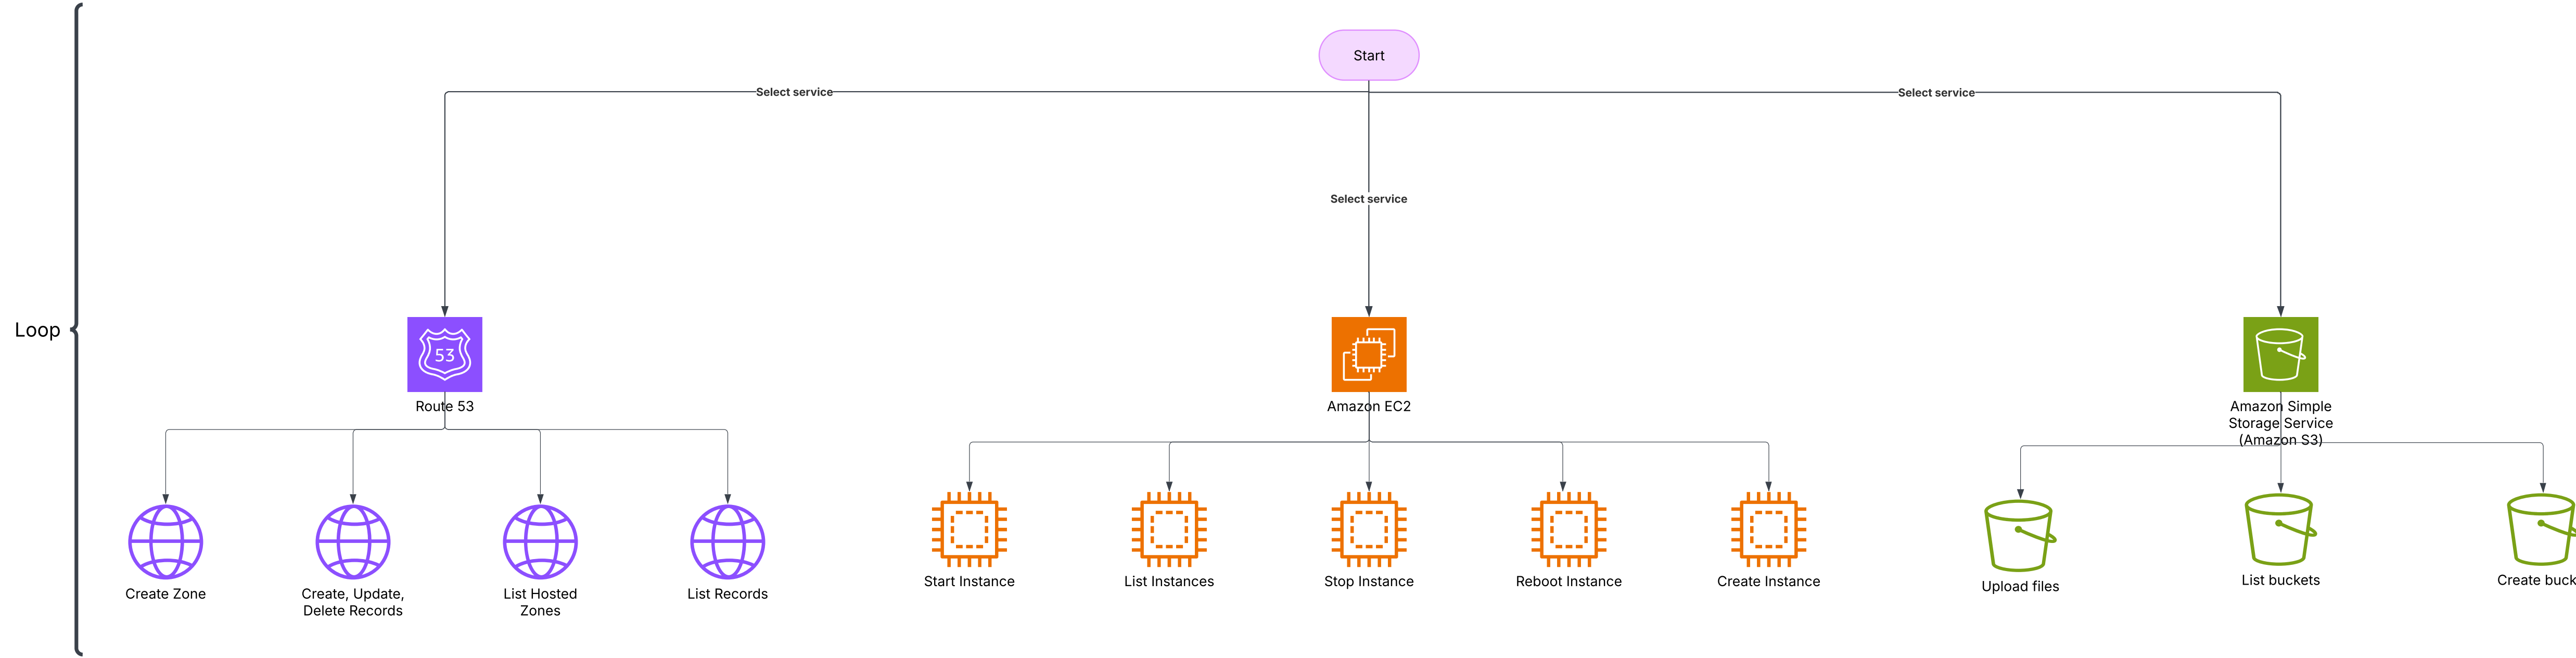 Start
Select service
Select service
Select service
Loop
53
Route 53
Amazon EC2
Amazon Simple
Storage Service
(Amazon S3)
Create Zone
Create, Update,
Delete Records
List Hosted
Zones
List Records
Start Instance
List Instances
Stop Instance
Reboot Instance
Create Instance
Upload files
List buckets
Create